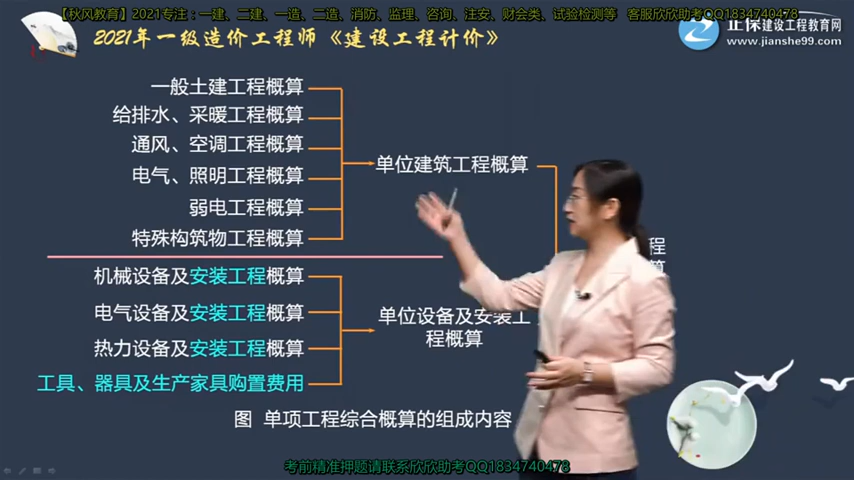 【秋风教育】2021专注：一建、二建、一造、二造、消防、监理、咨询、注安、财会类、试验检测等 客服欣欣助考QQ1834740478
2021年一级造价工程师《建设工程计价》
正保建设工程教育网
www.jianshe99.com
一般土建工程概算
给排水、采暖工程概算
通风、空调工程概算
电气、照明工程概算
弱电工程概算
特殊构筑物工程概算
单位建筑工程概算
程
机械设备及安装工程概算
电气设备及安装工程概算
热力设备及安装工程概算
工具、器具及生产家具购置费用
单位设备及安装工
程概算
图 单项工程综合概算的组成内容
考前精准押题请联系欣欣助考QQ1834740478